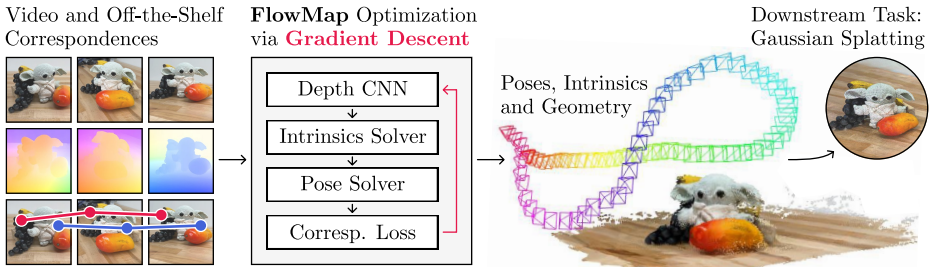 Video and Off-the-Shelf
Correspondences
FlowMap Optimization
via Gradient Descent
Depth CNN
Intrinsics Solver
Pose Solver
Corresp. Loss
Poses, Intrinsics
and Geometry
Downstream Task:
Gaussian Splatting